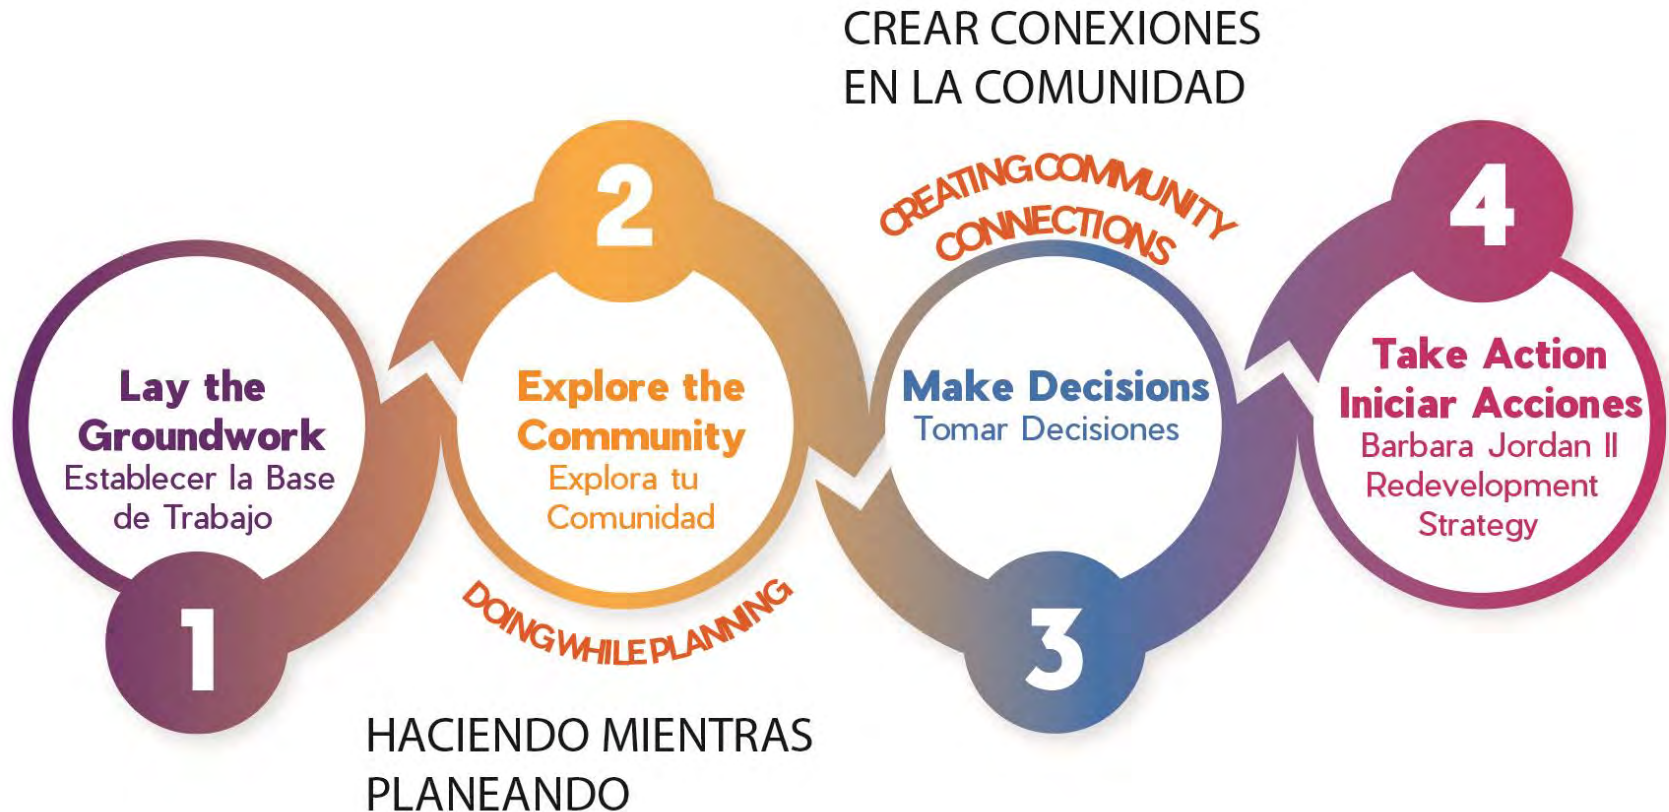 CREAR CONEXIONES
EN LA COMUNIDAD
CREATING COMMUNITY
CONNECTIONS
1
Lay the
Groundwork
Establecer la Base
de Trabajo
2
Explore the
Community
Explora tu
Comunidad
DOING WHILE PLANNING
HACIENDO MIENTRAS
PLANEANDO
3
Make Decisions
Tomar Decisiones
4
Take Action
Iniciar Acciones
Barbara Jordan II
Redevelopment
Strategy